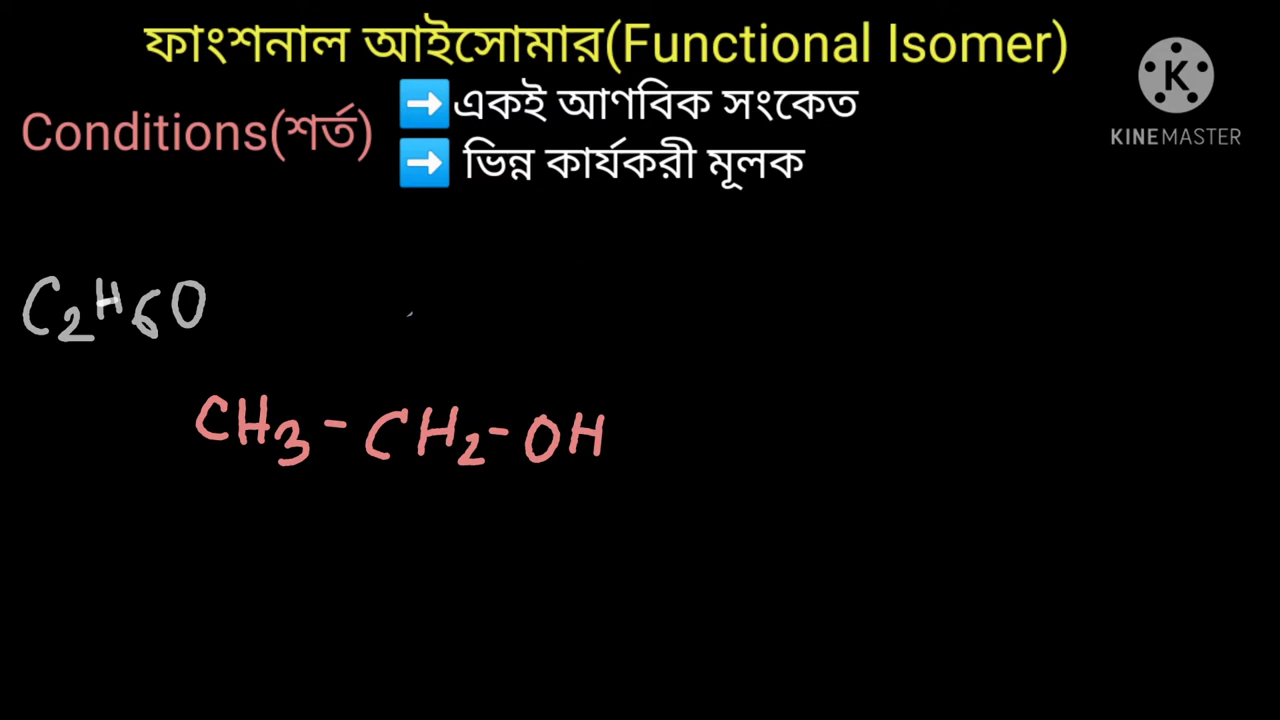 ফাংশনাল আইসোমার(Functional Isomer)
K
KINEMASTER
Conditions(শর্ত)
➡একই আণবিক সংকেত
➡ ভিন্ন কার্যকরী মূলক
C2H6O
CH3-CH2-OH